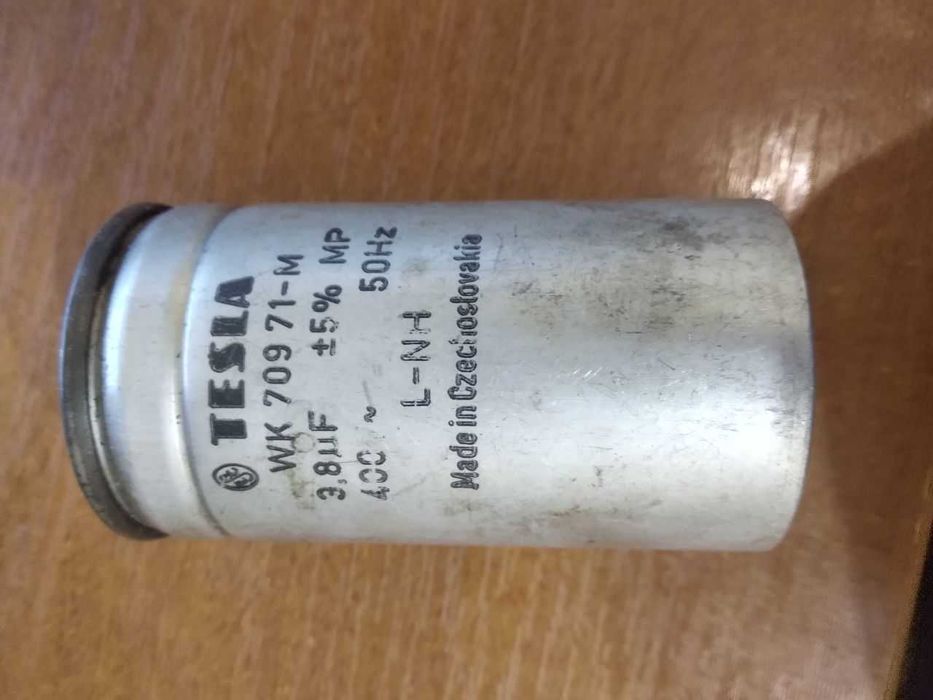 TESLA
WK 709 71-M
3,8µF ±5% MP
400 ~ 50Hz
L-NH
Made in Czechoslovakia